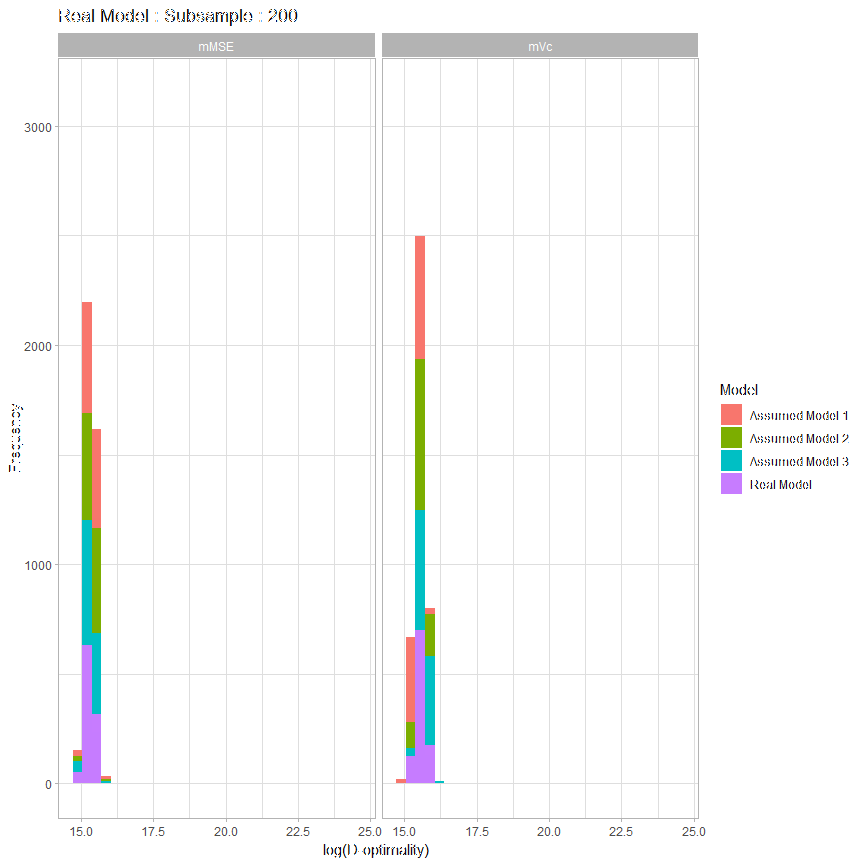 Real Model : Subsample : 200
mMSE mVc
3000
2000
1000
0
Frequency
15.0 17.5 20.0 22.5 25.0 15.0 17.5 20.0 22.5 25.0
log(D-optimality)
Model
Assumed Model 1
Assumed Model 2
Assumed Model 3
Real Model